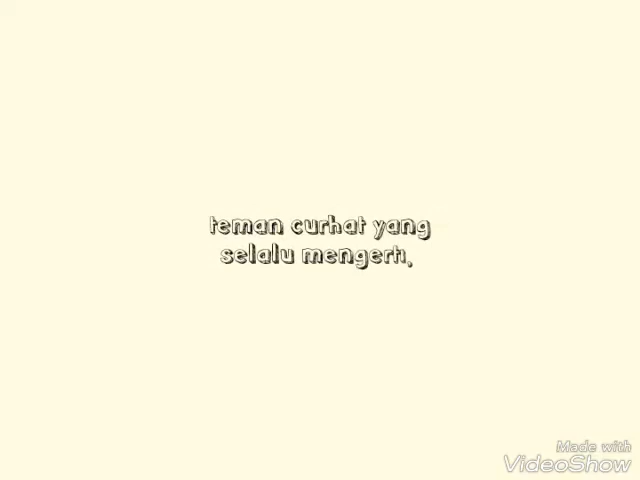 teman curhat yang
selalu mengerti,
Made with
VideoShow